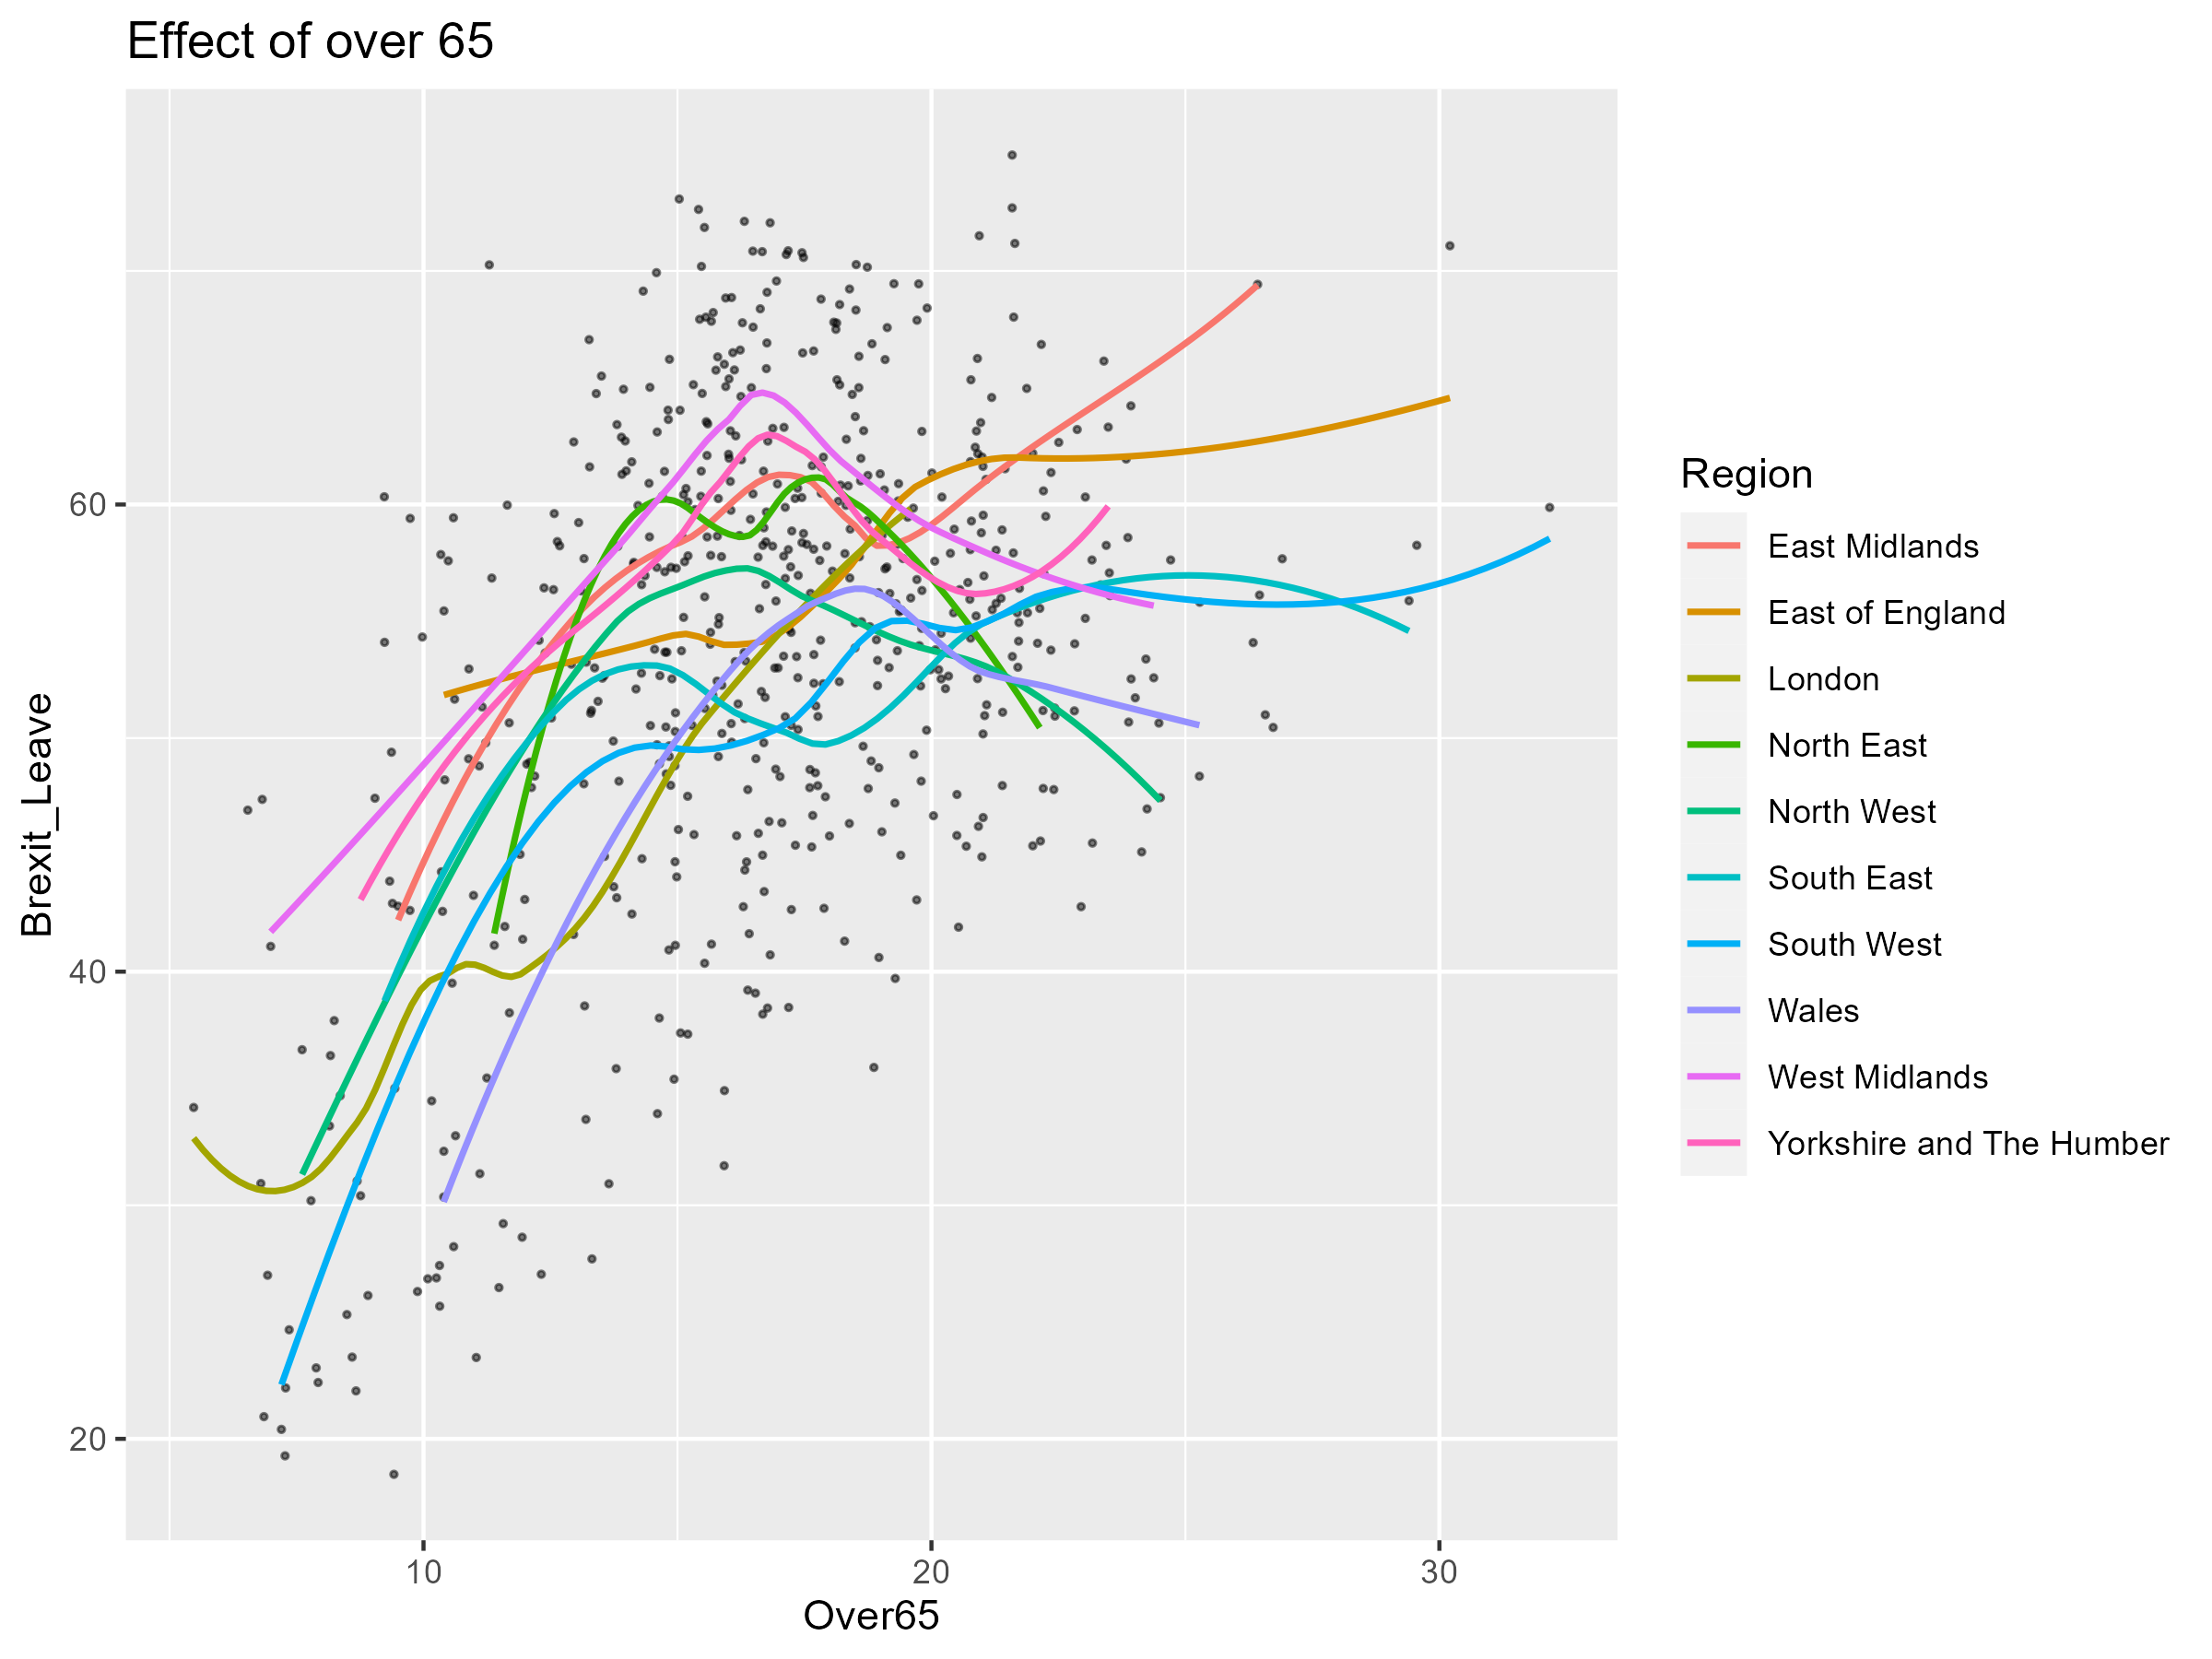 Effect of over 65
Brexit_Leave
60
40
20
10
20
30
Over65
Region
East Midlands
East of England
London
North East
North West
South East
South West
Wales
West Midlands
Yorkshire and The Humber